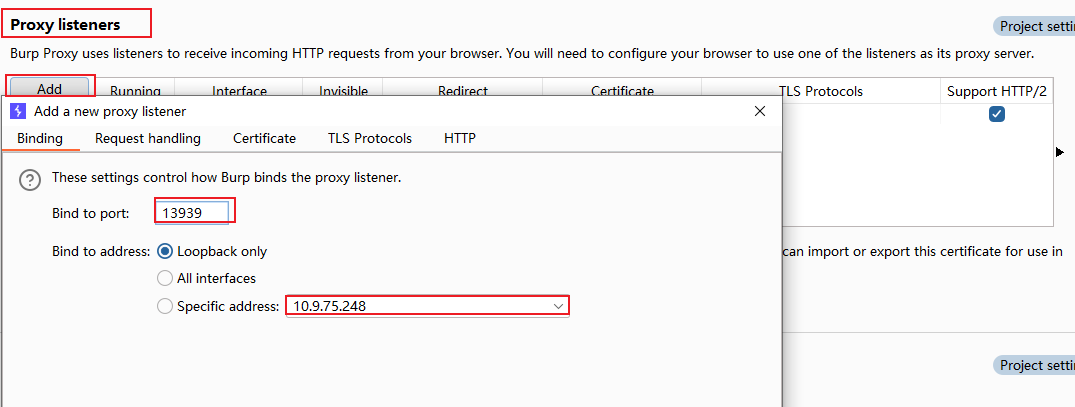 Proxy listeners
Project setti
Burp Proxy uses listeners to receive incoming HTTP requests from your browser. You will need to configure your browser to use one of the listeners as its proxy server.
Add Running Interface Invisible Redirect Certificate TLS Protocols Support HTTP/2
Add a new proxy listener
Binding Request handling Certificate TLS Protocols HTTP
These settings control how Burp binds the proxy listener.
Bind to port: 13939
Bind to address: Loopback only
can import or export this certificate for use in
All interfaces
Specific address: 10.9.75.248
Project setti